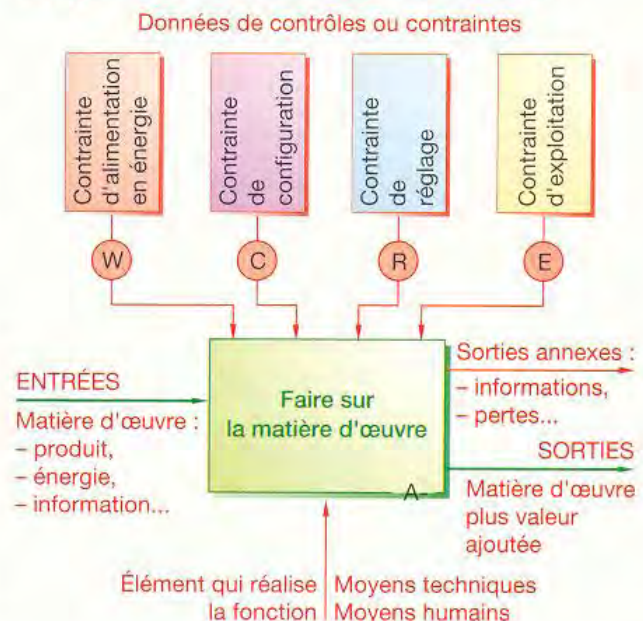 Données de contrôles ou contraintes
Contrainte
d'alimentation
en énergie
Contrainte
de
configuration
Contrainte
de
réglage
Contrainte
d'exploitation
W
C
R
E
ENTRÉES
Matière d'œuvre :
– produit,
– énergie,
– information...
Faire sur
la matière d'œuvre
A-
Sorties annexes :
– informations,
– pertes...
SORTIES
Matière d'œuvre
plus valeur
ajoutée
Élément qui réalise
la fonction
Moyens techniques
Moyens humains